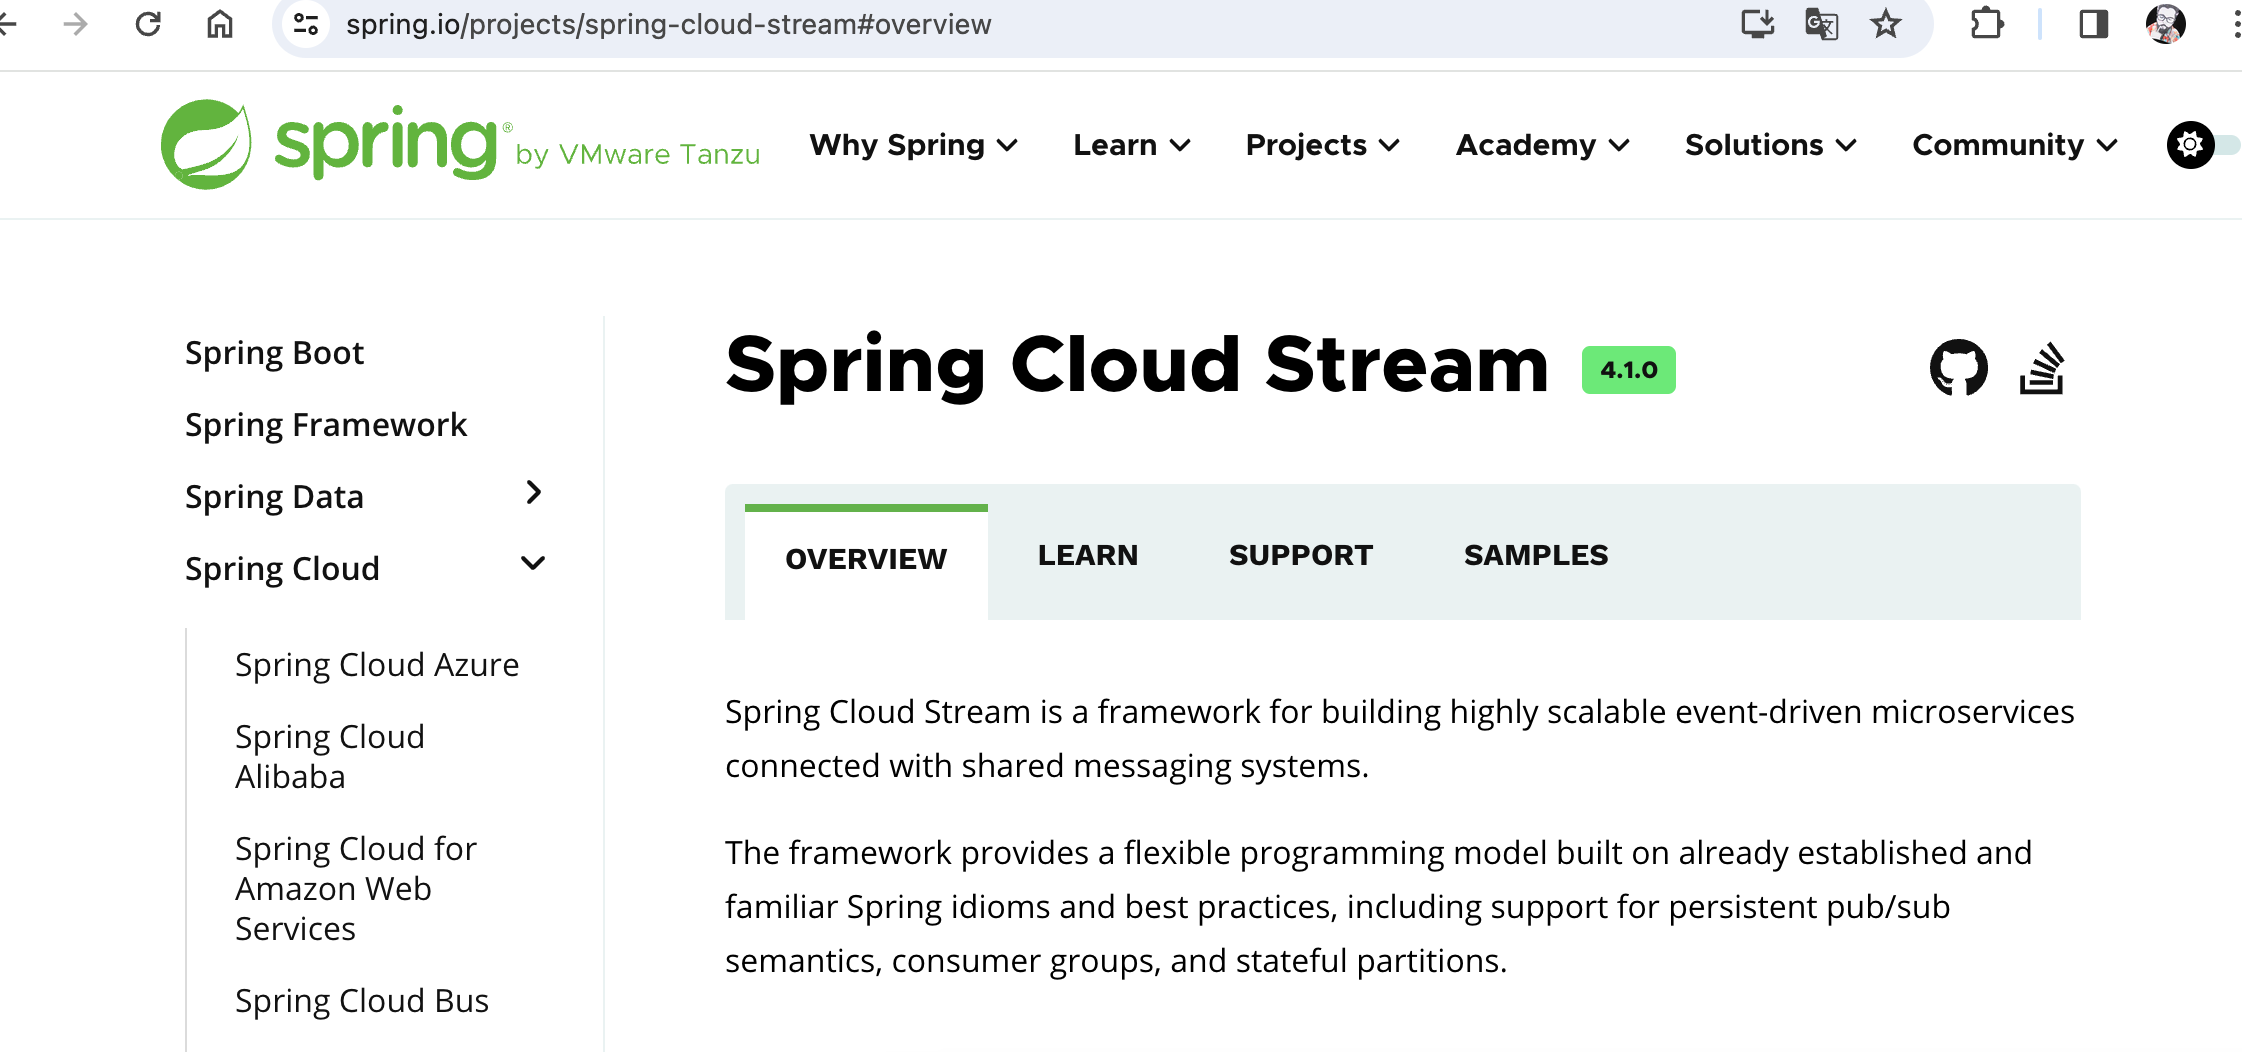 spring.io/projects/spring-cloud-stream#overview
spring® by VMware Tanzu
Why Spring
Learn
Projects
Academy
Solutions
Community
Spring Boot
Spring Framework
Spring Data
Spring Cloud
Spring Cloud Azure
Spring Cloud
Alibaba
Spring Cloud for
Amazon Web
Services
Spring Cloud Bus
Spring Cloud Stream 4.1.0
OVERVIEW
LEARN
SUPPORT
SAMPLES
Spring Cloud Stream is a framework for building highly scalable event-driven microservices
connected with shared messaging systems.
The framework provides a flexible programming model built on already established and
familiar Spring idioms and best practices, including support for persistent pub/sub
semantics, consumer groups, and stateful partitions.